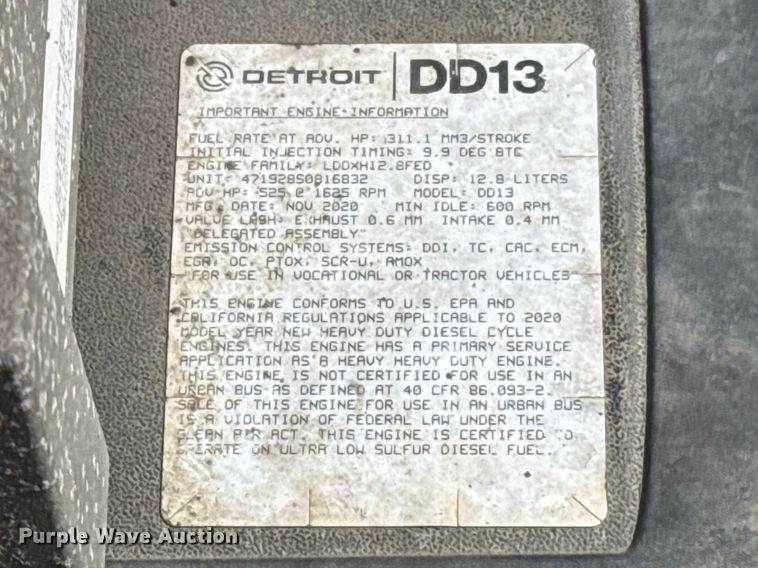 DETROIT DD13
IMPORTANT ENGINE INFORMATION
FUEL RATE AT ADV. HP: 311.1 MM3/STROKE
INITIAL INJECTION TIMING: 9.9 DEG BTC
ENGINE FAMILY: LDDXH12.8FED
UNIT: 471928S0816832 DISP: 12.8 LITERS
ADV HP: 525 @ 1625 RPM MODEL: DD13
MFG. DATE: NOV 2020 MIN IDLE: 600 RPM
VALVE LASH: EXHAUST 0.6 MM INTAKE 0.4 MM
"DELEGATED ASSEMBLY"
EMISSION CONTROL SYSTEMS: DDI, TC, CAC, ECM,
EGR, OC, PTOX, SCR-U, AMOX
"FOR USE IN VOCATIONAL OR TRACTOR VEHICLES"
THIS ENGINE CONFORMS TO U.S. EPA AND
CALIFORNIA REGULATIONS APPLICABLE TO 2020
MODEL YEAR NEW HEAVY DUTY DIESEL CYCLE
ENGINES. THIS ENGINE HAS A PRIMARY SERVICE
APPLICATION AS A HEAVY HEAVY DUTY ENGINE.
THIS ENGINE IS NOT CERTIFIED FOR USE IN AN
URBAN BUS AS DEFINED AT 40 CFR 86.093-2.
SALE OF THIS ENGINE FOR USE IN AN URBAN BUS
IS A VIOLATION OF FEDERAL LAW UNDER THE
CLEAN AIR ACT. THIS ENGINE IS CERTIFIED TO
OPERATE ON ULTRA LOW SULFUR DIESEL FUEL.
Purple Wave Auction